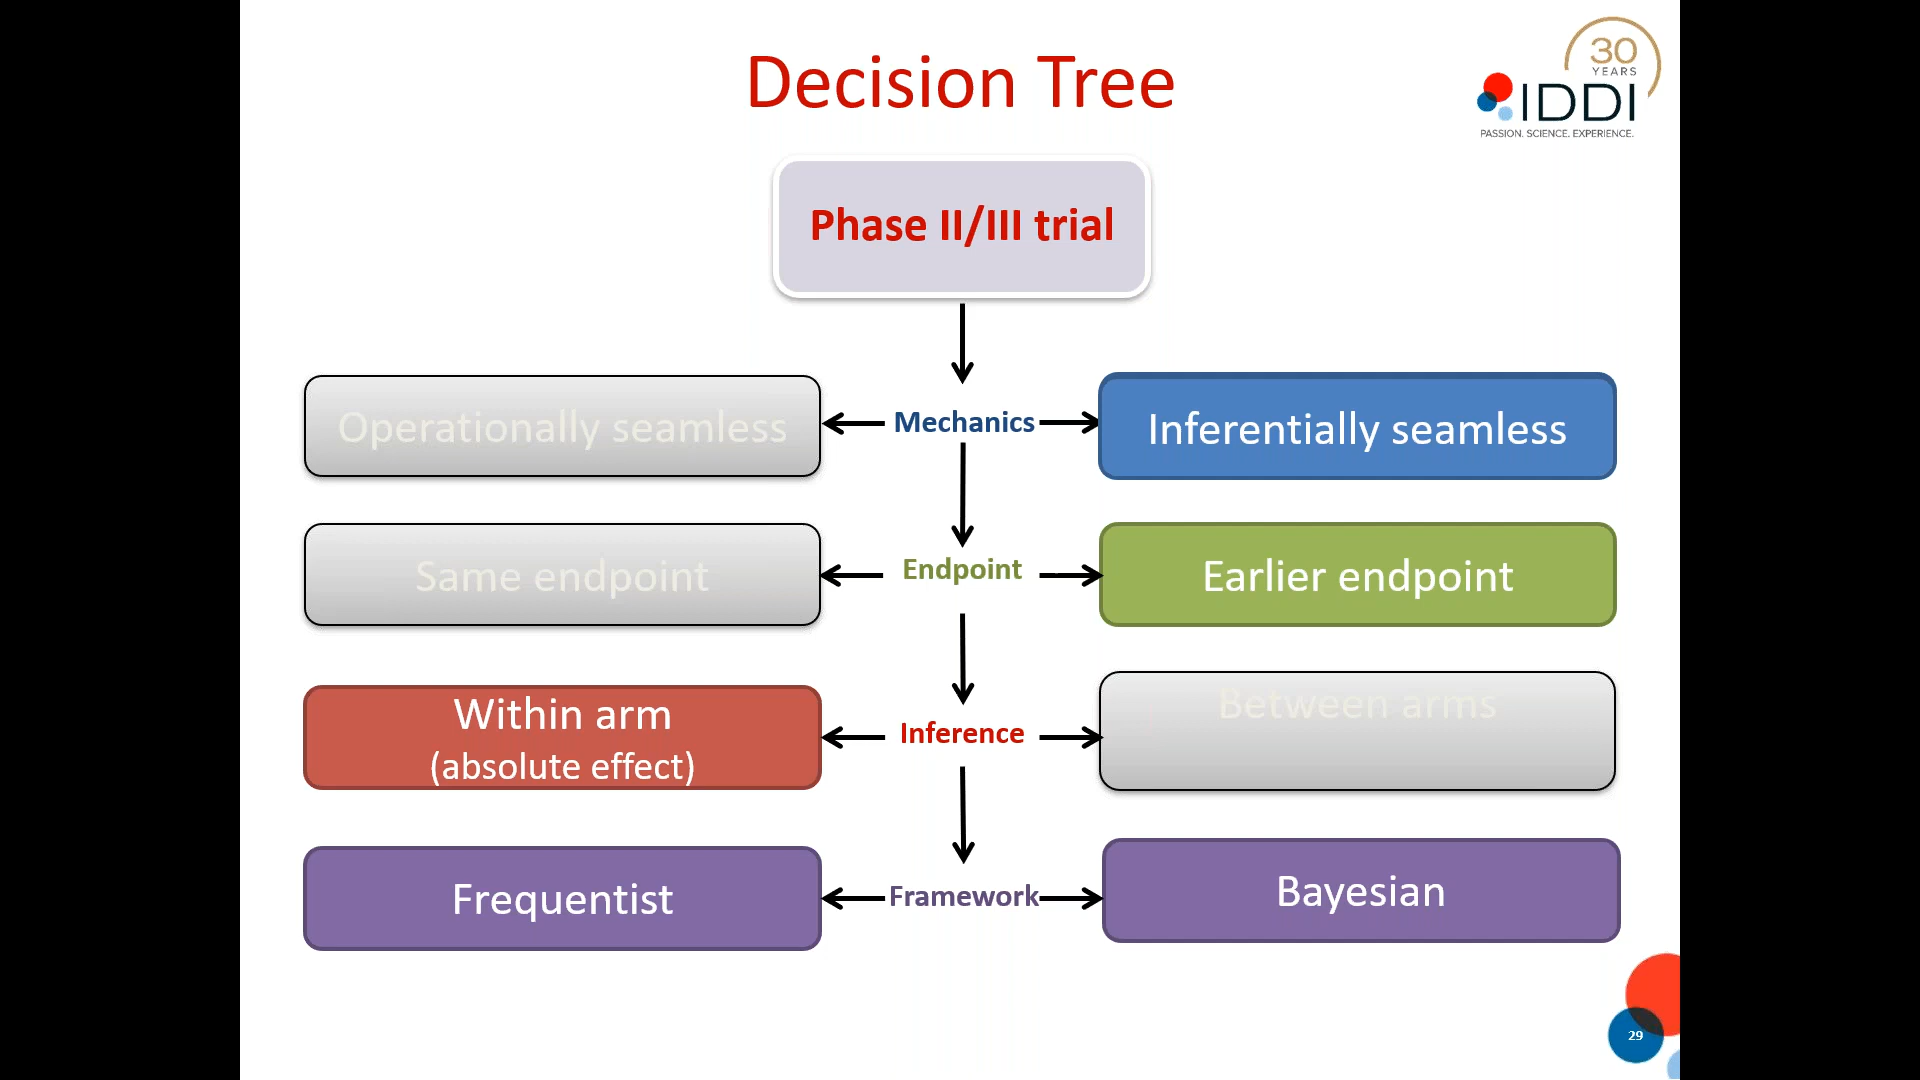 Decision Tree
30
YEARS
IDDI
PASSION. SCIENCE. EXPERIENCE.
Phase II/III trial
Operationally seamless
Mechanics
Inferentially seamless
Same endpoint
Endpoint
Earlier endpoint
Within arm
(absolute effect)
Inference
Between arms
Frequentist
Framework
Bayesian
29